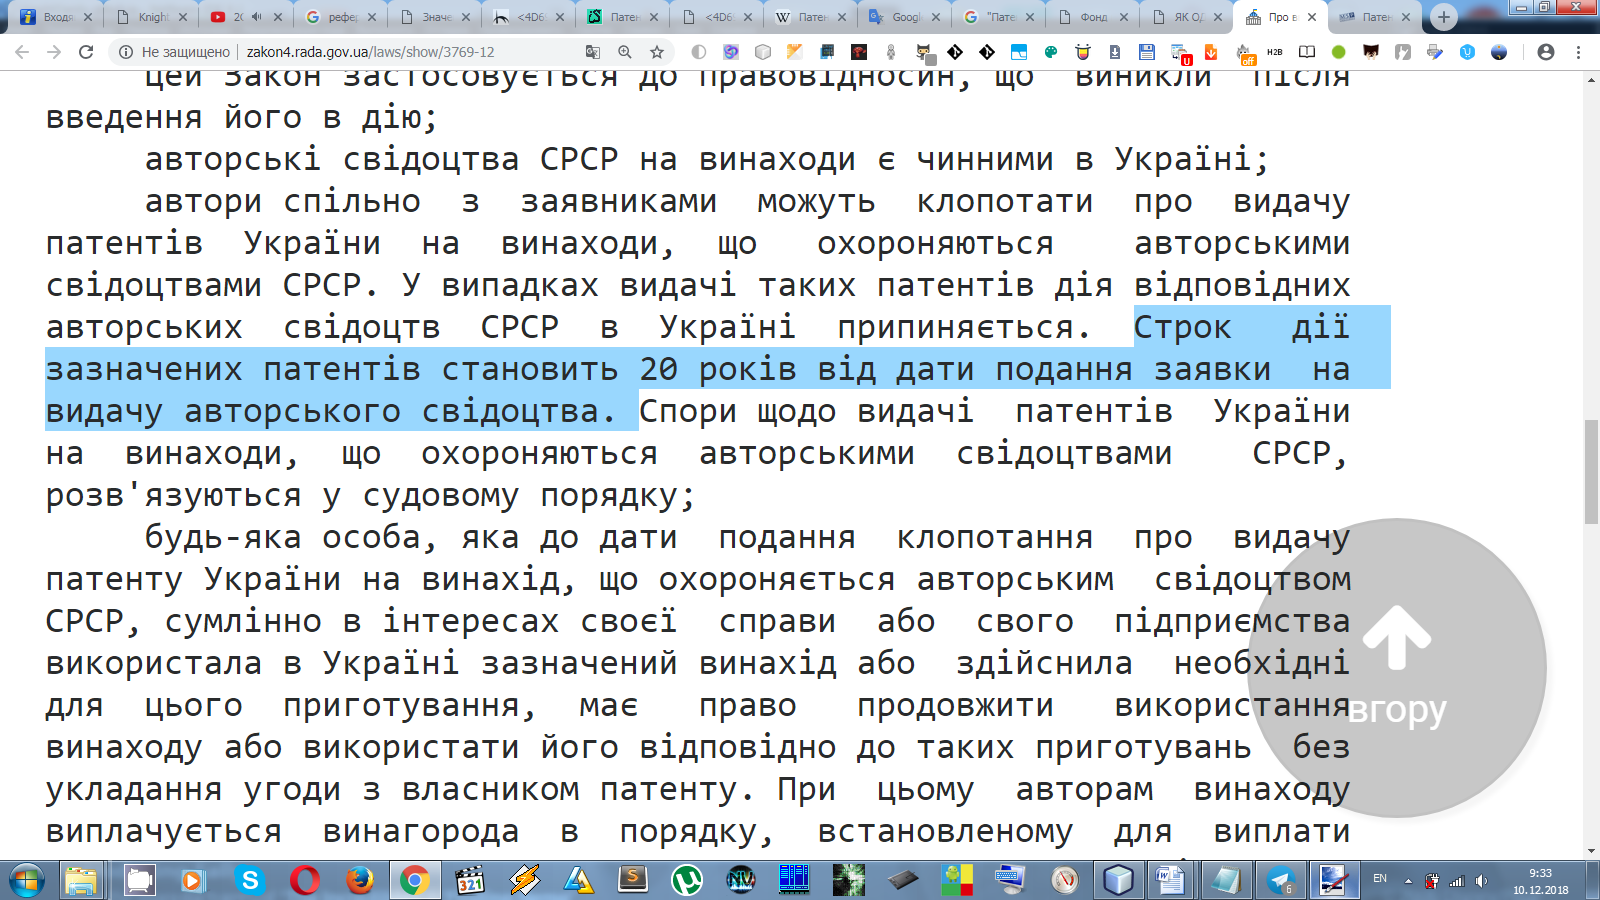 Входя
Knight
20
рефер
Значе
<4D6
Патен
<4D6
Патен
Googl
"Пате
Фонд
ЯК ОД
Про в
Патен
Не защищено | zakon4.rada.gov.ua/laws/show/3769-12
H2B
off
цей Закон застосовується до правовідносин, що виникли після
введення його в дію;
авторські свідоцтва СРСР на винаходи є чинними в Україні;
автори спільно з заявниками можуть клопотати про видачу
патентів України на винаходи, що охороняються авторськими
свідоцтвами СРСР. У випадках видачі таких патентів дія відповідних
авторських свідоцтв СРСР в Україні припиняється. Строк дії
зазначених патентів становить 20 років від дати подання заявки на
видачу авторського свідоцтва. Спори щодо видачі патентів України
на винаходи, що охороняються авторськими свідоцтвами СРСР,
розв'язуються у судовому порядку;
будь-яка особа, яка до дати подання клопотання про видачу
патенту України на винахід, що охороняється авторським свідоцтвом
СРСР, сумлінно в інтересах своєї справи або свого підприємства
використала в Україні зазначений винахід або здійснила необхідні
для цього приготування, має право продовжити використання
вгору
винаходу або використати його відповідно до таких приготувань без
укладання угоди з власником патенту. При цьому авторам винаходу
виплачується винагорода в порядку, встановленому для виплати
321
EN
9:33
10.12.2018